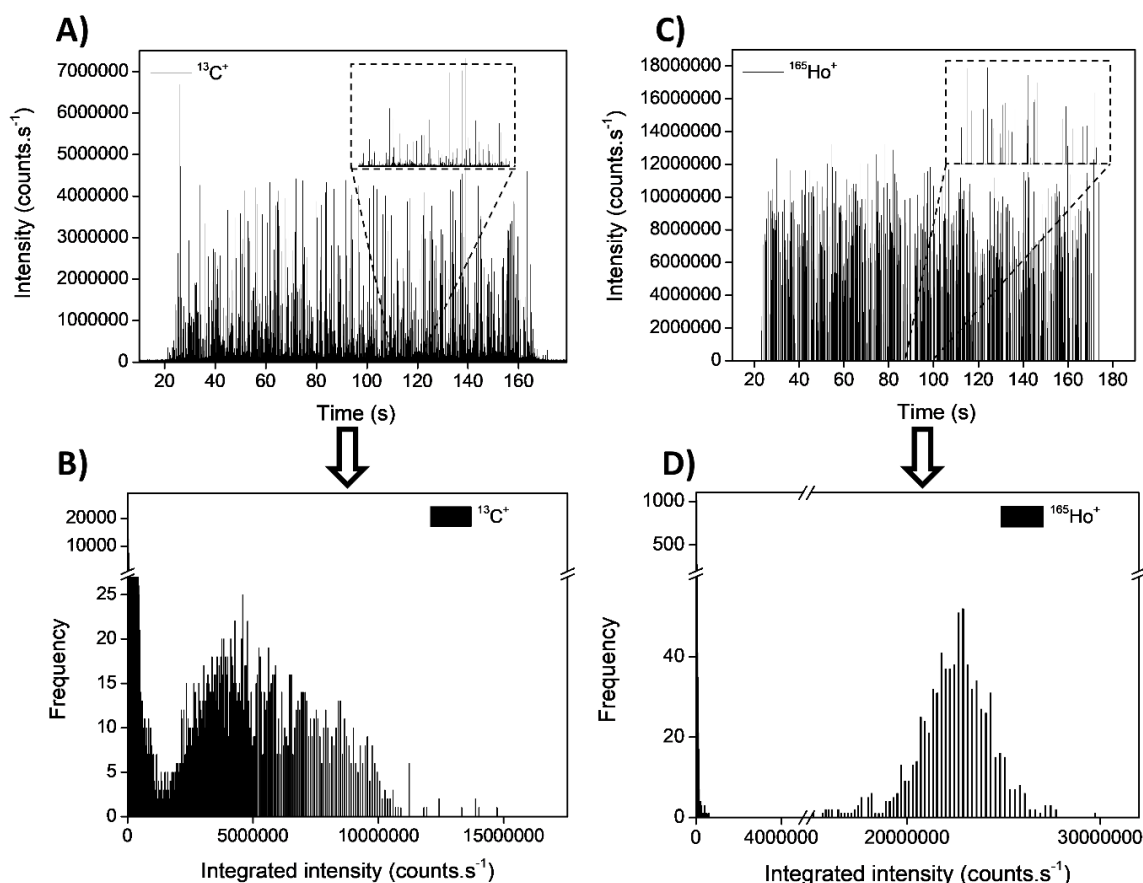 A)
7000000
6000000
5000000
4000000
3000000
2000000
1000000
0
Intensity (counts.s⁻¹)
¹³C⁺
20 40 60 80 100 120 140 160
Time (s)
C)
18000000
16000000
14000000
12000000
10000000
8000000
6000000
4000000
2000000
0
Intensity (counts.s⁻¹)
¹⁶⁵Ho⁺
20 40 60 80 100 120 140 160 180
Time (s)
B)
20000
10000
25
20
15
10
5
0
Frequency
¹³C⁺
0 5000000 10000000 15000000
Integrated intensity (counts.s⁻¹)
D)
1000
500
40
20
0
Frequency
¹⁶⁵Ho⁺
0 4000000 20000000 30000000
Integrated intensity (counts.s⁻¹)